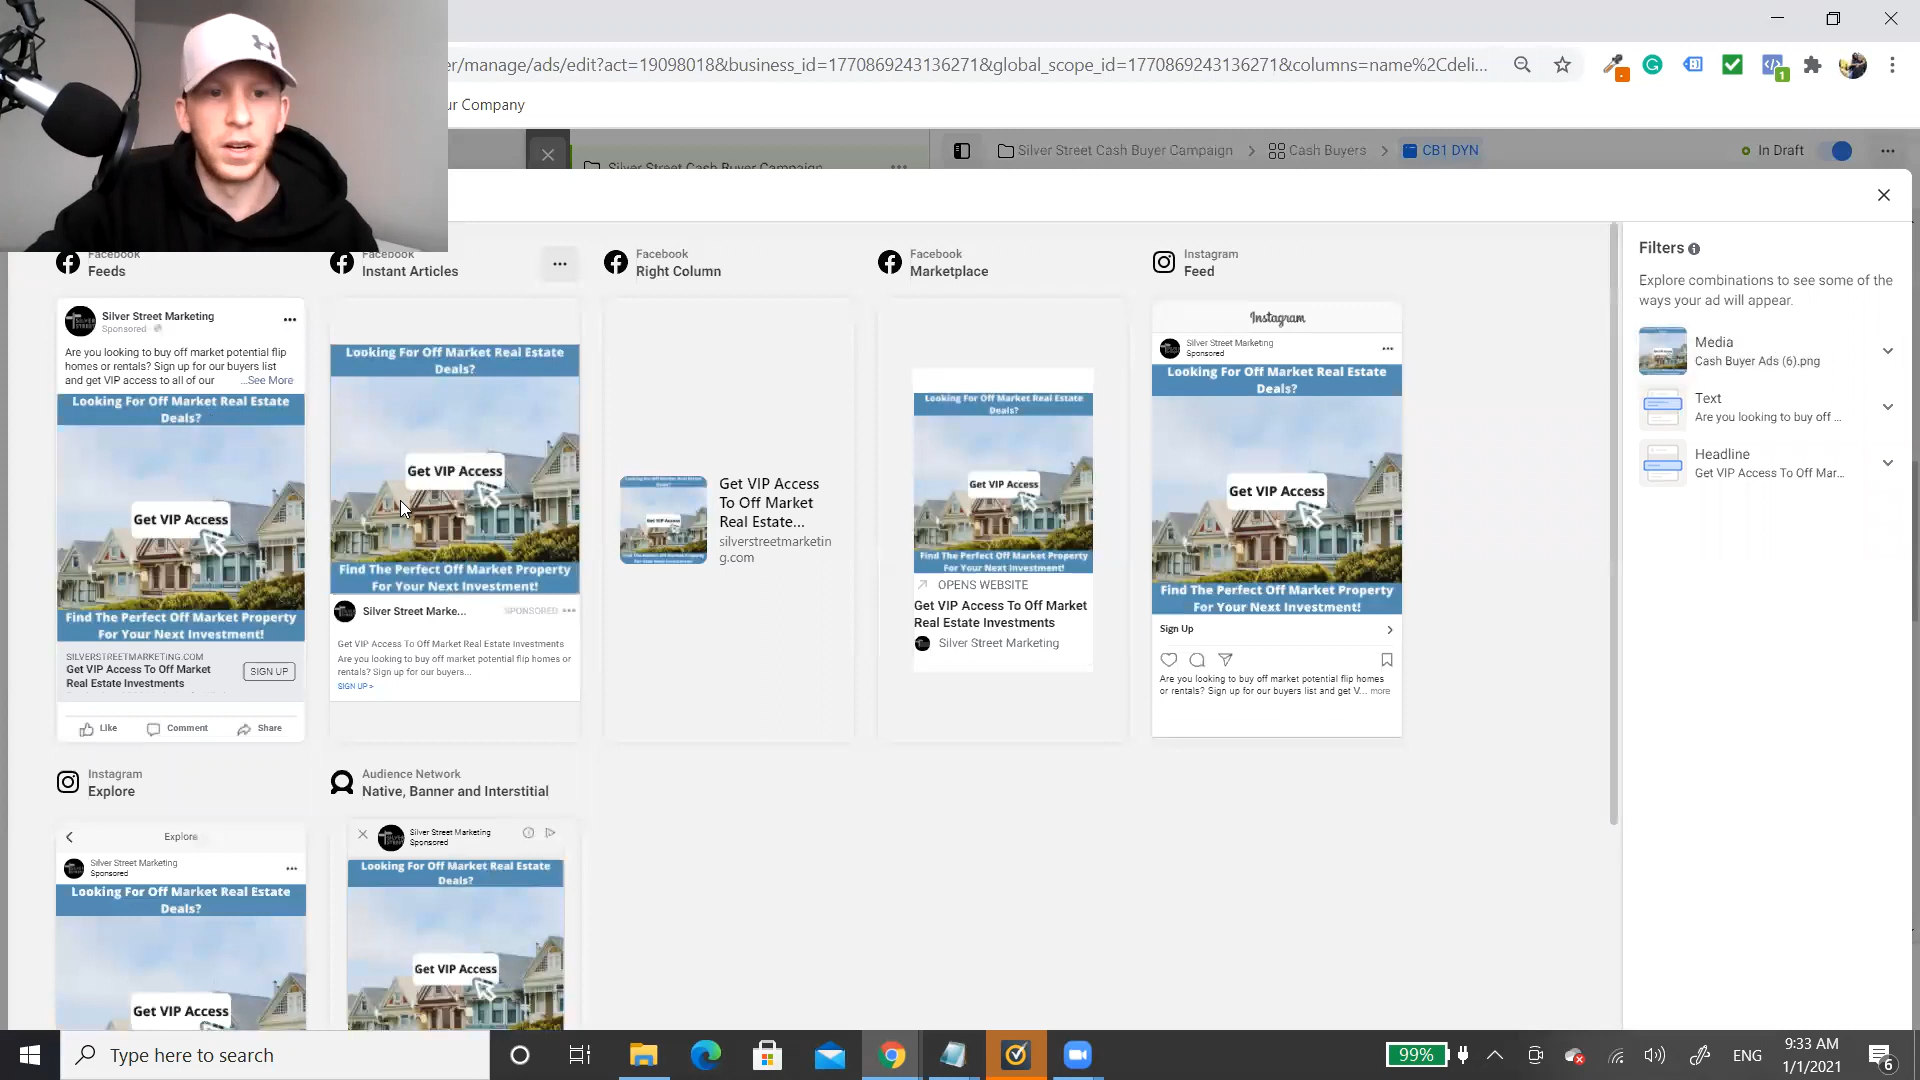 er/manage/ads/edit?act=19098018&business_id=1770869243136271&global_scope_id=1770869243136271&columns=name%2Cdeli...
ur Company
Silver Street Cash Buyer Campaign
Silver Street Cash Buyer Campaign
Cash Buyers
CB1 DYN
In Draft
Facebook
Feeds
Facebook
Instant Articles
Facebook
Right Column
Facebook
Marketplace
Instagram
Feed
Silver Street Marketing
Sponsored
Are you looking to buy off market potential flip
homes or rentals? Sign up for our buyers list
and get VIP access to all of our ...See More
Looking For Off Market Real Estate
Deals?
Get VIP Access
Find The Perfect Off Market Property
For Your Next Investment!
SILVERSTREETMARKETING.COM
Get VIP Access To Off Market
Real Estate Investments
SIGN UP
Like
Comment
Share
Looking For Off Market Real Estate
Deals?
Get VIP Access
Find The Perfect Off Market Property
For Your Next Investment!
Silver Street Marke...
SPONSORED
Get VIP Access To Off Market Real Estate Investments
Are you looking to buy off market potential flip homes or
rentals? Sign up for our buyers...
SIGN UP >
Get VIP Access
Get VIP Access
To Off Market
Real Estate...
silverstreetmarketin
g.com
Looking For Off Market Real Estate
Deals?
Get VIP Access
Find The Perfect Off Market Property
For Your Next Investment!
OPENS WEBSITE
Get VIP Access To Off Market
Real Estate Investments
Silver Street Marketing
Instagram
Silver Street Marketing
Sponsored
Looking For Off Market Real Estate
Deals?
Get VIP Access
Find The Perfect Off Market Property
For Your Next Investment!
Sign Up
Are you looking to buy off market potential flip homes
or rentals? Sign up for our buyers list and get V... more
Instagram
Explore
Audience Network
Native, Banner and Interstitial
Explore
Silver Street Marketing
Sponsored
Looking For Off Market Real Estate
Deals?
Get VIP Access
Silver Street Marketing
Sponsored
Looking For Off Market Real Estate
Deals?
Get VIP Access
Filters
Explore combinations to see some of the
ways your ad will appear.
Media
Cash Buyer Ads (6).png
Text
Are you looking to buy off ...
Headline
Get VIP Access To Off Mar...
Type here to search
99%
ENG
9:33 AM
1/1/2021
6